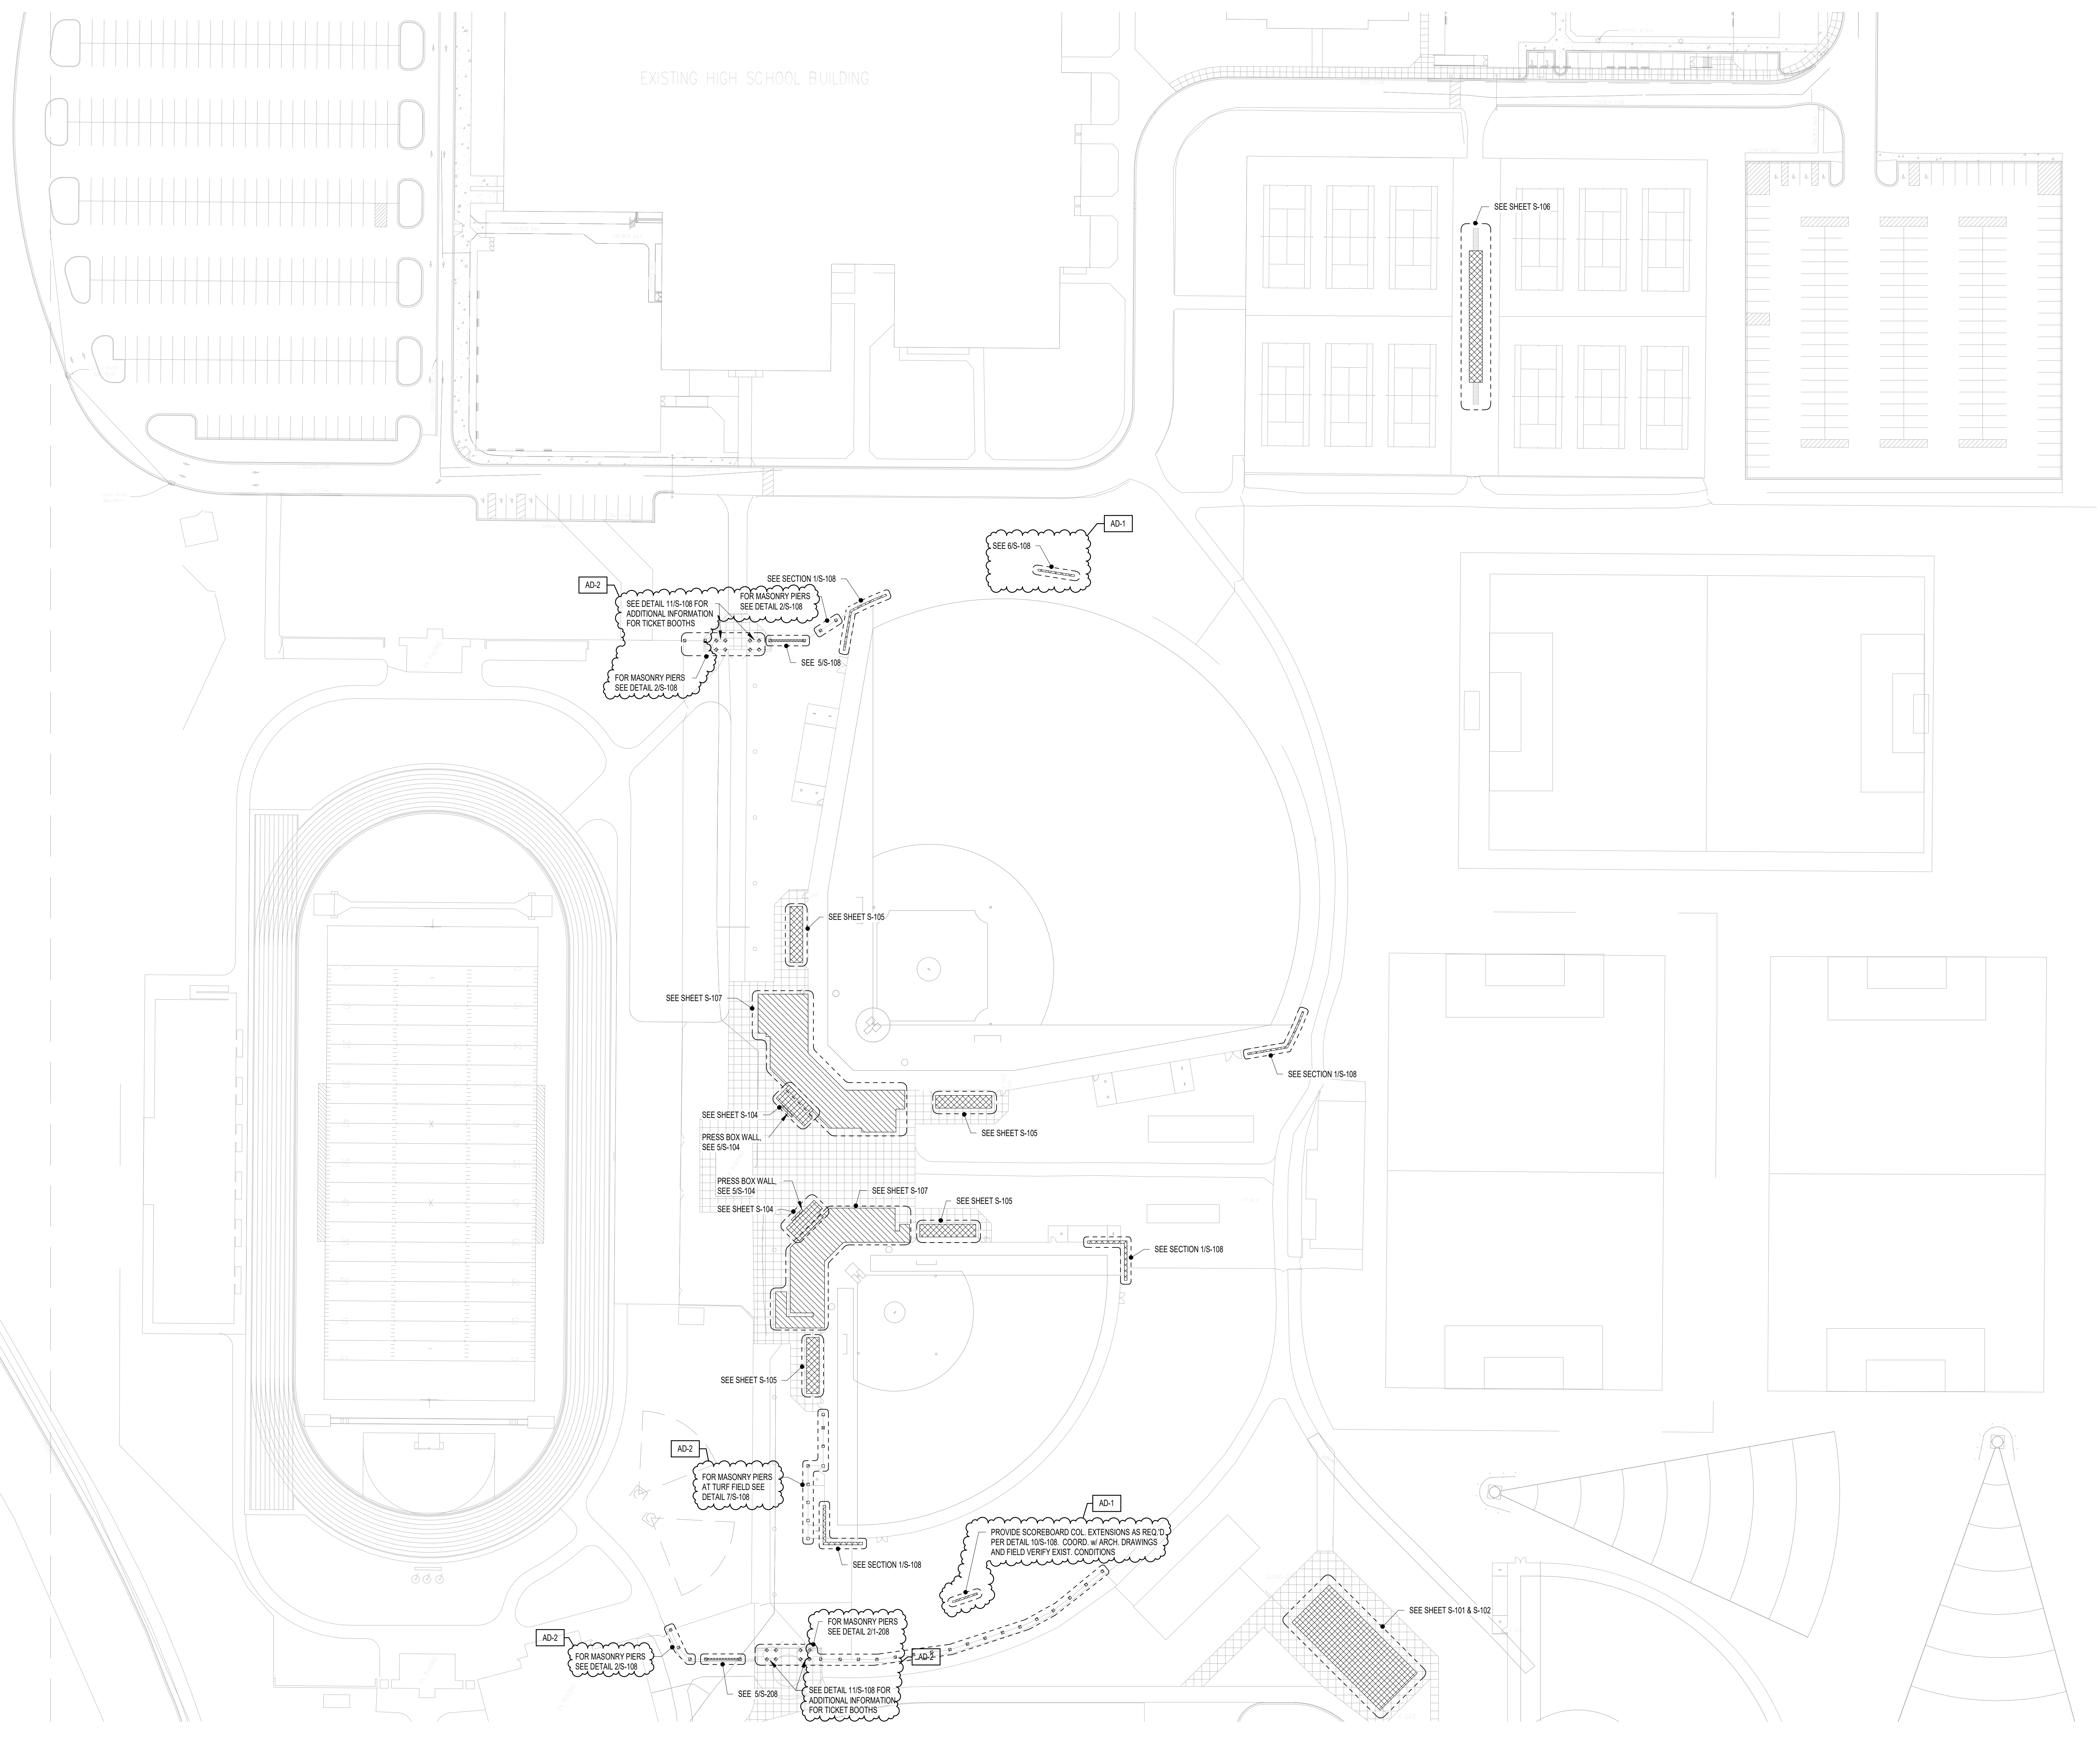 EXISTING HIGH SCHOOL BUILDING
SEE SHEET S-106
AD-1
SEE 6/S-108
AD-2
SEE SECTION 1/S-108
SEE DETAIL 11/S-108 FOR
ADDITIONAL INFORMATION
FOR TICKET BOOTHS
FOR MASONRY PIERS
SEE DETAIL 2/S-108
SEE 5/S-108
FOR MASONRY PIERS
SEE DETAIL 2/S-108
SEE SHEET S-105
SEE SHEET S-107
SEE SECTION 1/S-108
SEE SHEET S-104
SEE SHEET S-105
PRESS BOX WALL,
SEE 5/S-104
PRESS BOX WALL,
SEE 5/S-104
SEE SHEET S-107
SEE SHEET S-105
SEE SHEET S-104
SEE SECTION 1/S-108
SEE SHEET S-105
AD-2
FOR MASONRY PIERS
AT TURF FIELD SEE
DETAIL 7/S-108
AD-1
PROVIDE SCOREBOARD COL. EXTENSIONS AS REQ.'D
PER DETAIL 10/S-108. COORD. w/ ARCH. DRAWINGS
AND FIELD VERIFY EXIST. CONDITIONS
SEE SECTION 1/S-108
SEE SHEET S-101 & S-102
FOR MASONRY PIERS
SEE DETAIL 2/1-208
AD-2
FOR MASONRY PIERS
SEE DETAIL 2/S-108
AD-2
SEE 5/S-208
SEE DETAIL 11/S-108 FOR
ADDITIONAL INFORMATION
FOR TICKET BOOTHS